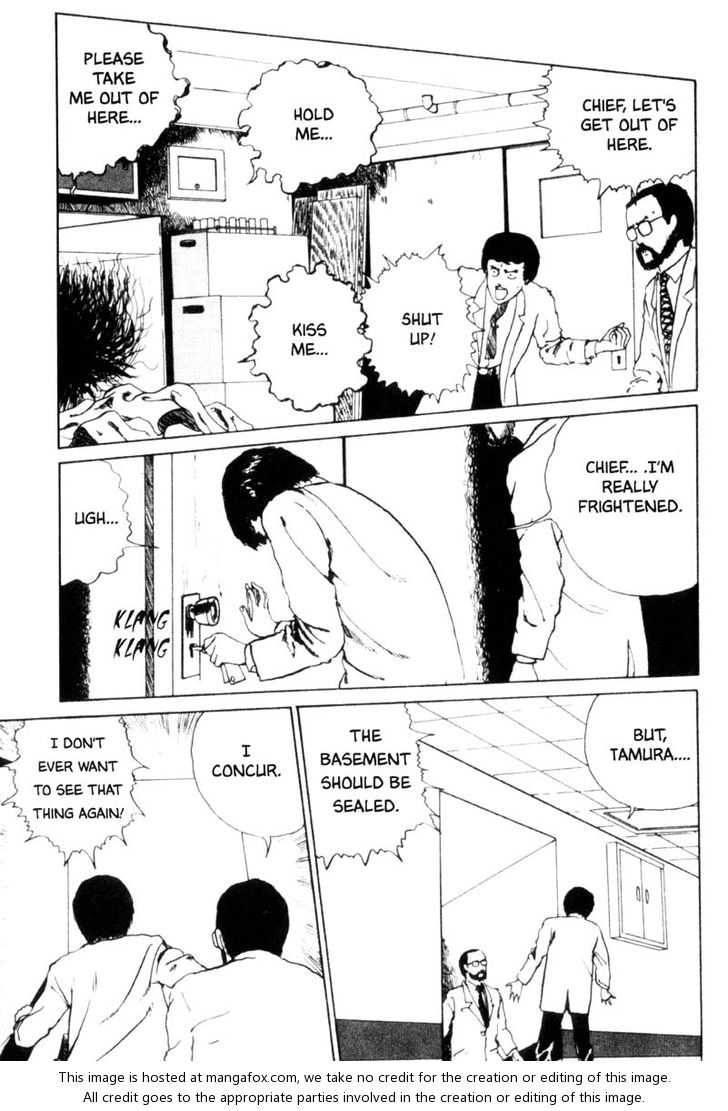 PLEASE
TAKE
ME OUT OF
HERE...
HOLD
ME...
CHIEF, LET'S
GET OUT OF
HERE.
KISS
ME...
SHUT
UP!
UGH...
KLANG
KLANG
CHIEF... .I'M
REALLY
FRIGHTENED.
I DON'T
EVER WANT
TO SEE THAT
THING AGAIN!
I
CONCUR.
THE
BASEMENT
SHOULD BE
SEALED.
BUT,
TAMURA....
This image is hosted at mangafox.com, we take no credit for the creation or editing of this image.
All credit goes to the appropriate parties involved in the creation or editing of this image.